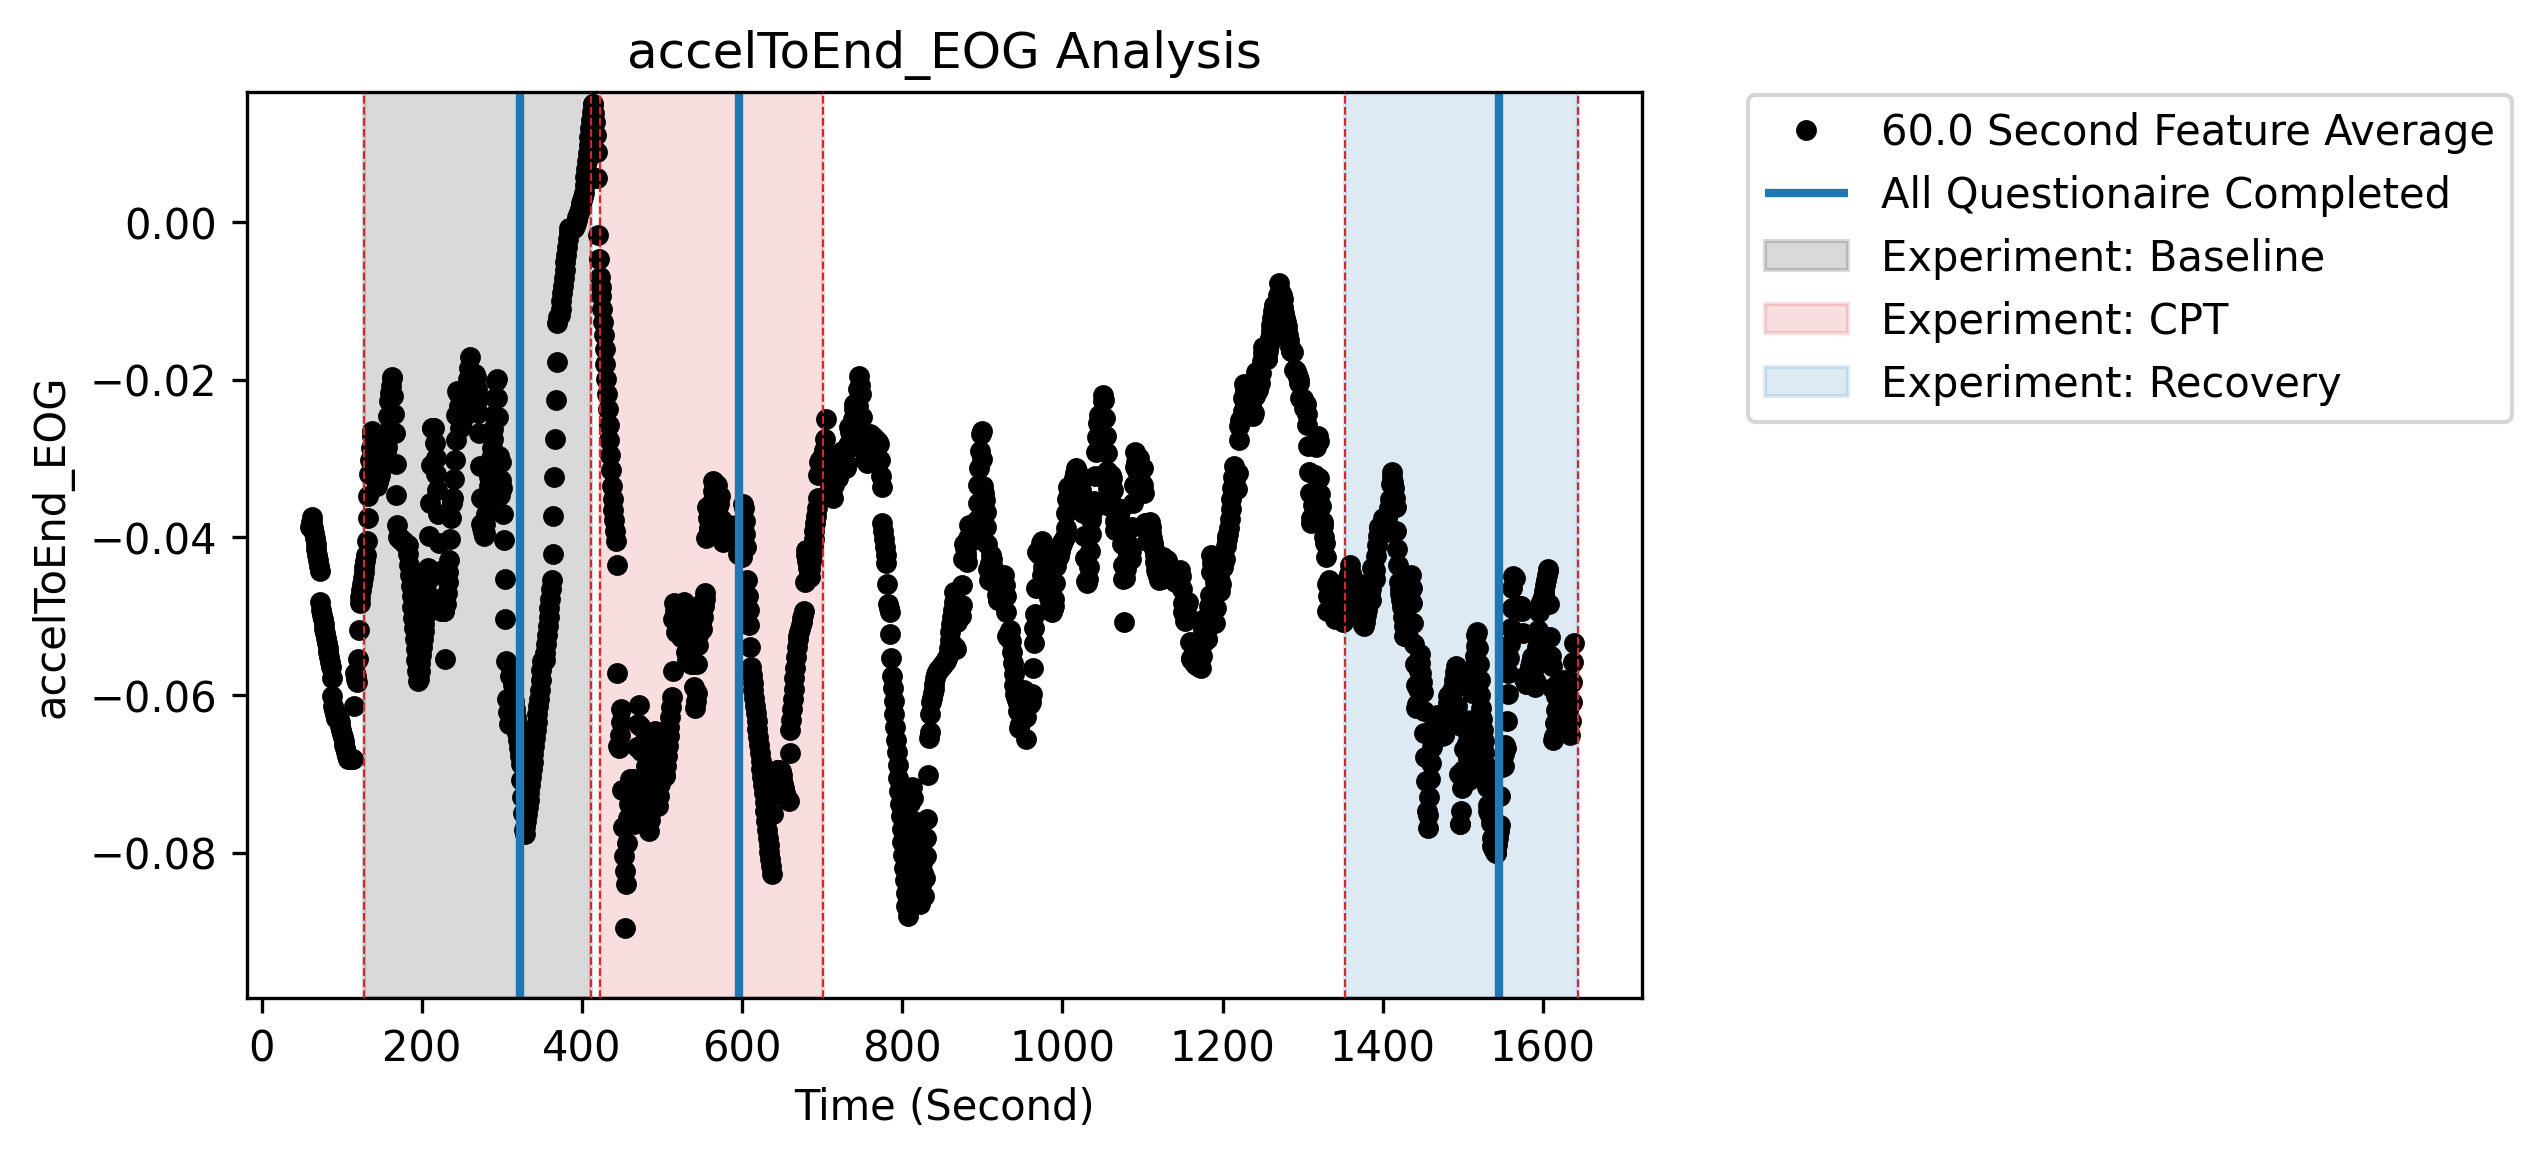 accelToEnd_EOG Analysis
60.0 Second Feature Average
All Questionaire Completed
Experiment: Baseline
Experiment: CPT
Experiment: Recovery
accelToEnd_EOG
0.00
−0.02
−0.04
−0.06
−0.08
0 200 400 600 800 1000 1200 1400 1600
Time (Second)